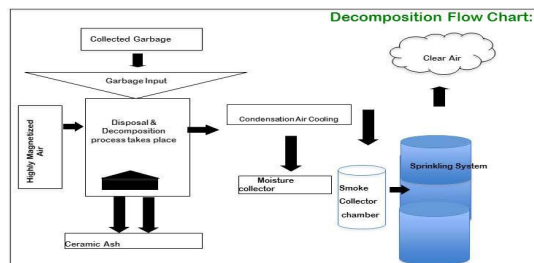 Decomposition Flow Chart:
Collected Garbage
Garbage Input
Clear Air
Highly Magnetized
Air
Disposal &
Decomposition
process takes place
Condensation Air Cooling
Moisture
collector
Smoke
Collector
chamber
Sprinkling System
Ceramic Ash